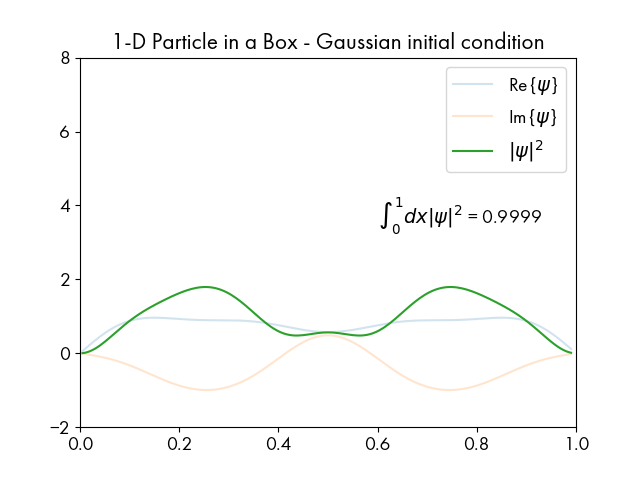 1-D Particle in a Box - Gaussian initial condition
8
Re{ψ}
Im{ψ}
|ψ|²
6
4
∫₀¹dx|ψ|² = 0.9999
2
0
−2
0.0 0.2 0.4 0.6 0.8 1.0